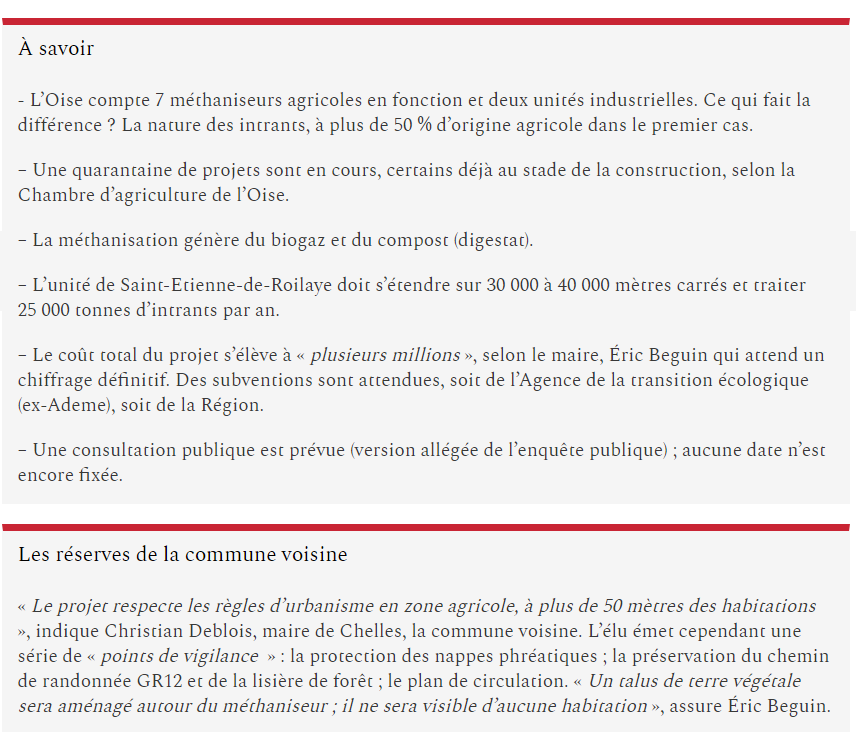 À savoir
- L’Oise compte 7 méthaniseurs agricoles en fonction et deux unités industrielles. Ce qui fait la
différence ? La nature des intrants, à plus de 50 % d’origine agricole dans le premier cas.
– Une quarantaine de projets sont en cours, certains déjà au stade de la construction, selon la
Chambre d’agriculture de l’Oise.
– La méthanisation génère du biogaz et du compost (digestat).
– L’unité de Saint-Etienne-de-Roilaye doit s’étendre sur 30 000 à 40 000 mètres carrés et traiter
25 000 tonnes d’intrants par an.
– Le coût total du projet s’élève à « plusieurs millions », selon le maire, Éric Beguin qui attend un
chiffrage définitif. Des subventions sont attendues, soit de l’Agence de la transition écologique
(ex-Ademe), soit de la Région.
– Une consultation publique est prévue (version allégée de l’enquête publique) ; aucune date n’est
encore fixée.
Les réserves de la commune voisine
« Le projet respecte les règles d’urbanisme en zone agricole, à plus de 50 mètres des habitations
», indique Christian Deblois, maire de Chelles, la commune voisine. L’élu émet cependant une
série de « points de vigilance » : la protection des nappes phréatiques ; la préservation du chemin
de randonnée GR12 et de la lisière de forêt ; le plan de circulation. « Un talus de terre végétale
sera aménagé autour du méthaniseur ; il ne sera visible d’aucune habitation », assure Éric Beguin.